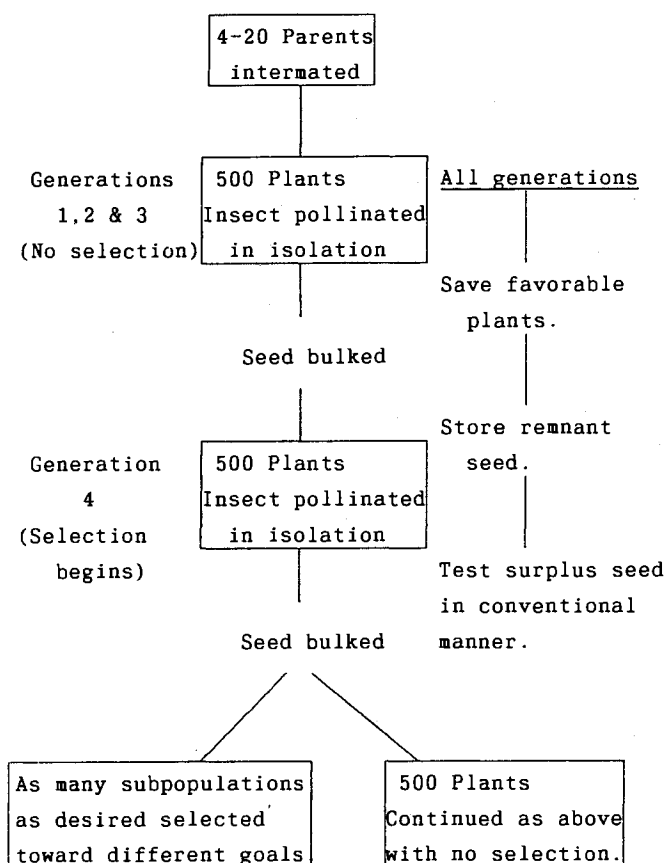 4-20 Parents
intermated
Generations
1,2 & 3
(No selection)
500 Plants
Insect pollinated
in isolation
All generations
Save favorable
plants.
Seed bulked
Store remnant
seed.
Generation
4
(Selection
begins)
500 Plants
Insect pollinated
in isolation
Test surplus seed
in conventional
manner.
Seed bulked
As many subpopulations
as desired selected
toward different goals
500 Plants
Continued as above
with no selection.